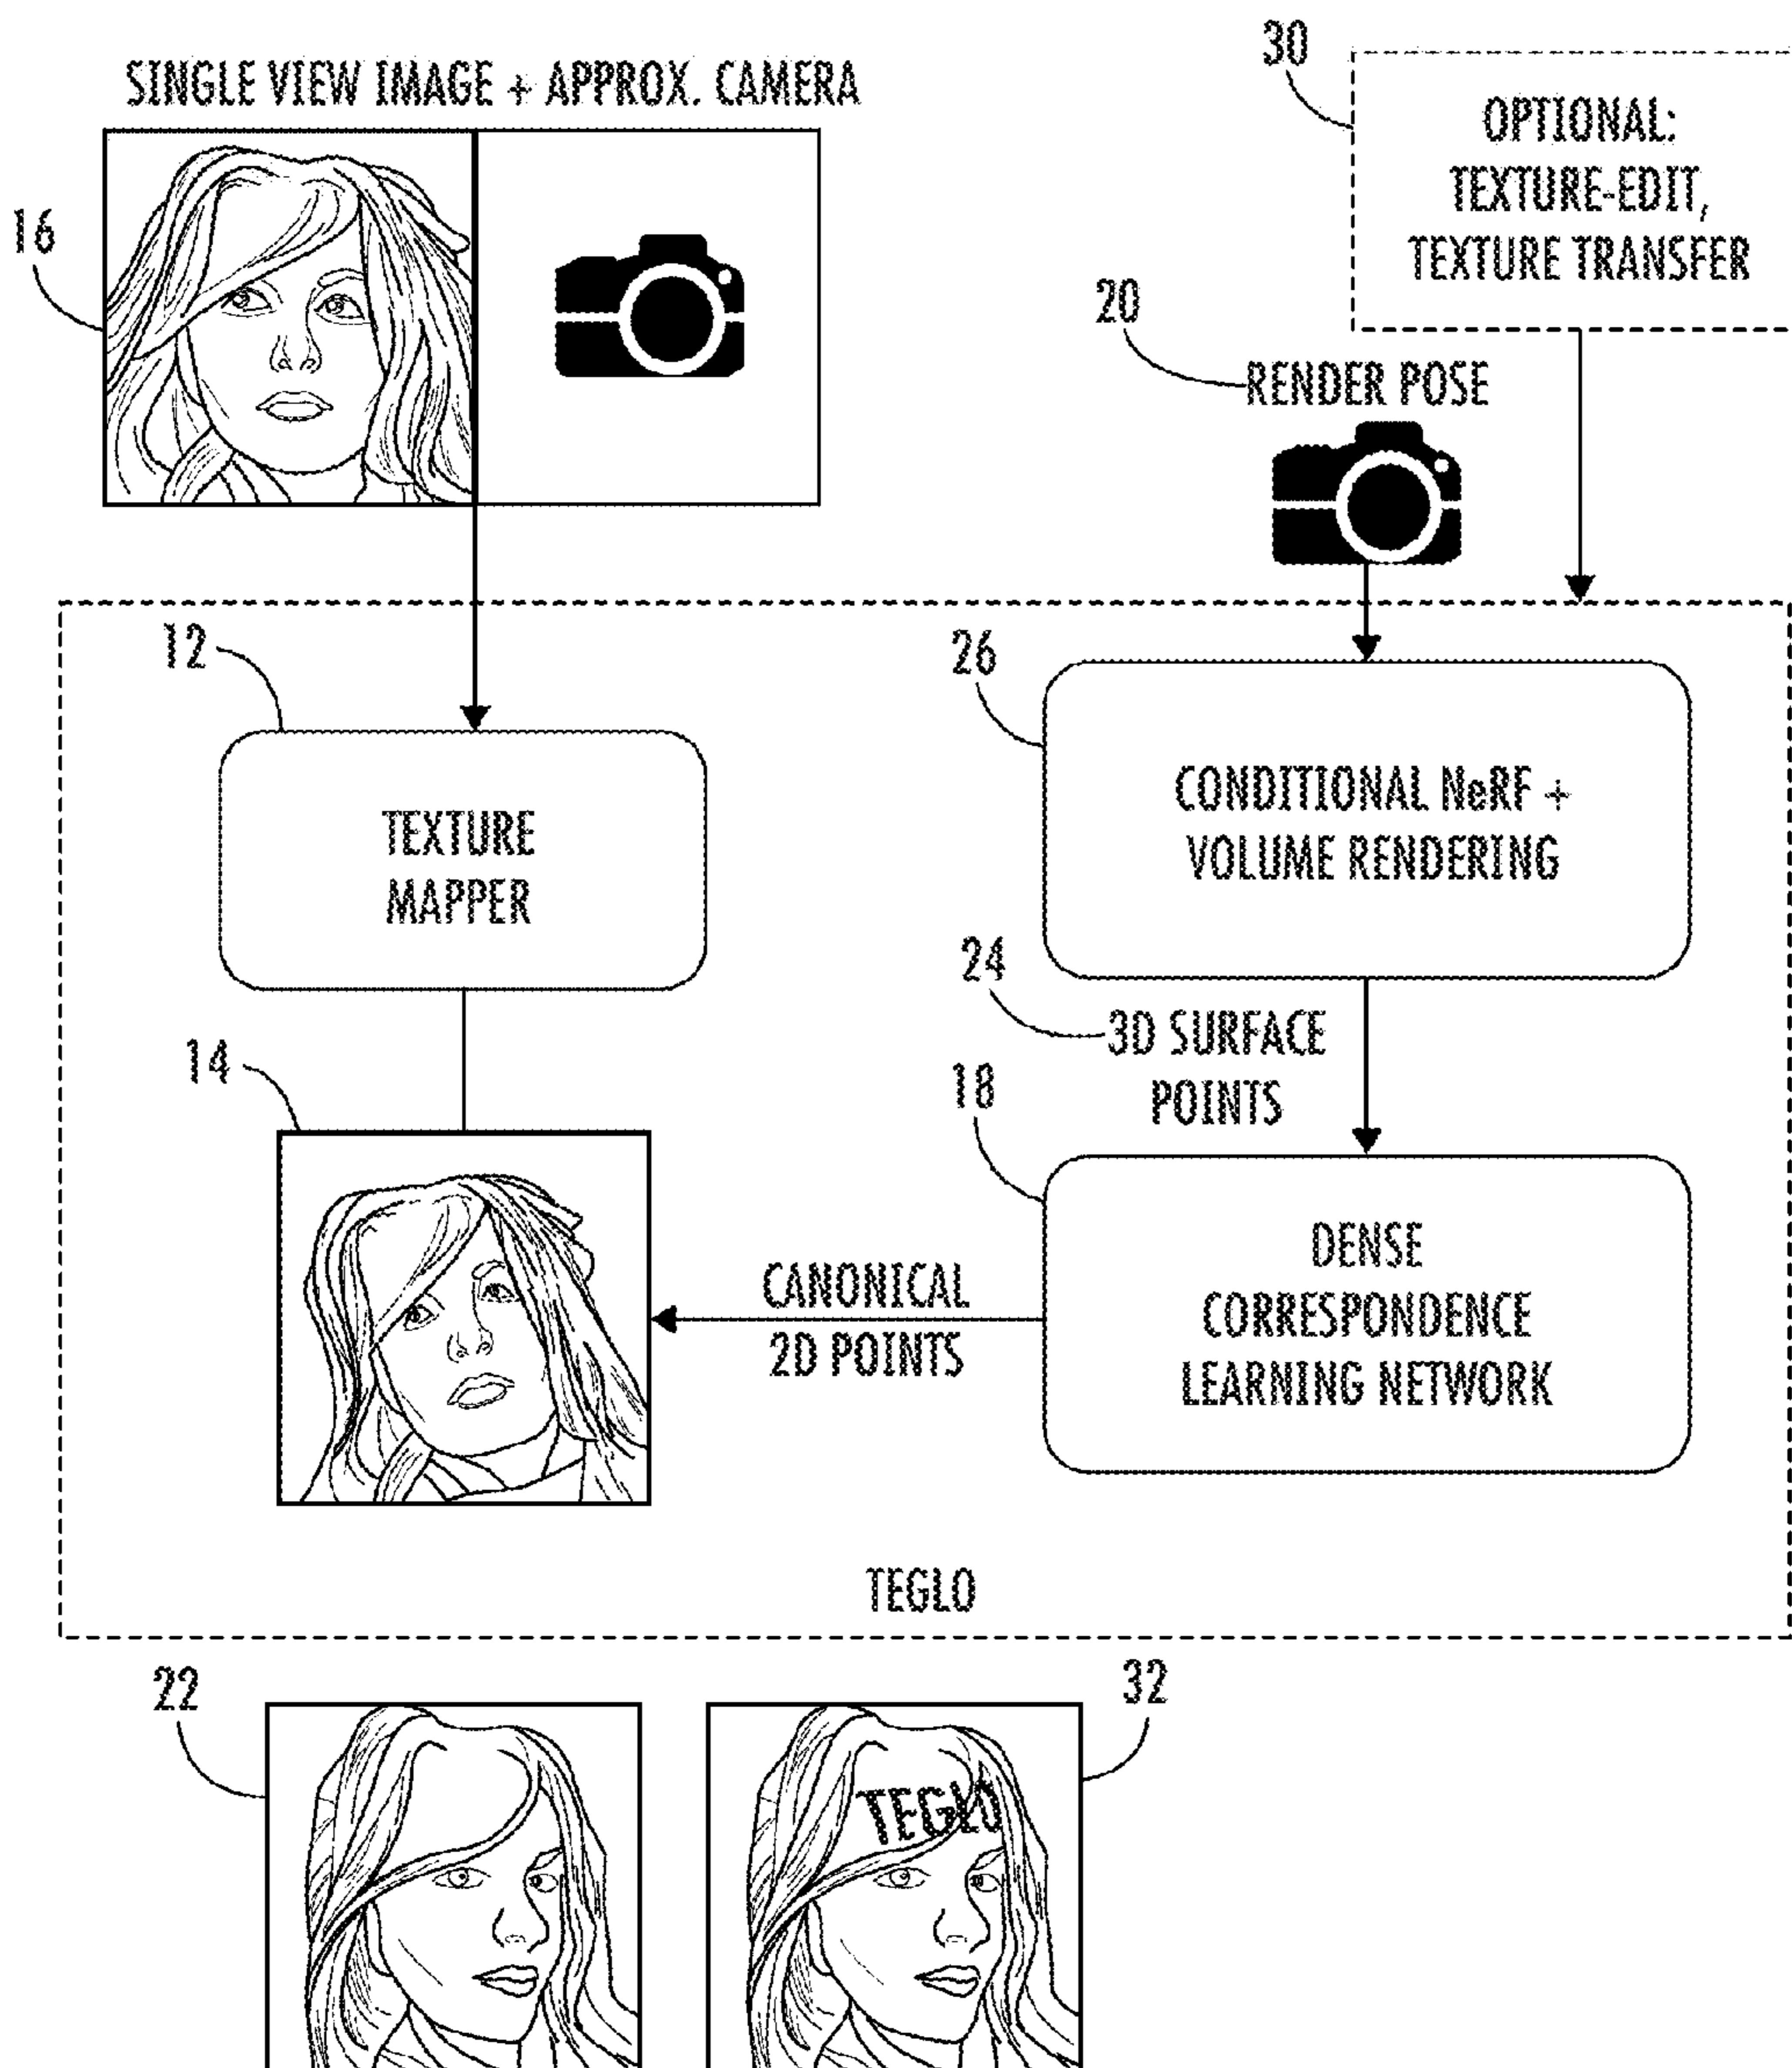 30
SINGLE VIEW IMAGE + APPROX. CAMERA
OPTIONAL:
TEXTURE-EDIT,
TEXTURE TRANSFER
16
20
RENDER POSE
12
26
TEXTURE
MAPPER
CONDITIONAL NeRF +
VOLUME RENDERING
24
3D SURFACE
POINTS
14
18
CANONICAL
2D POINTS
DENSE
CORRESPONDENCE
LEARNING NETWORK
TEGLO
22
32
TEGLO